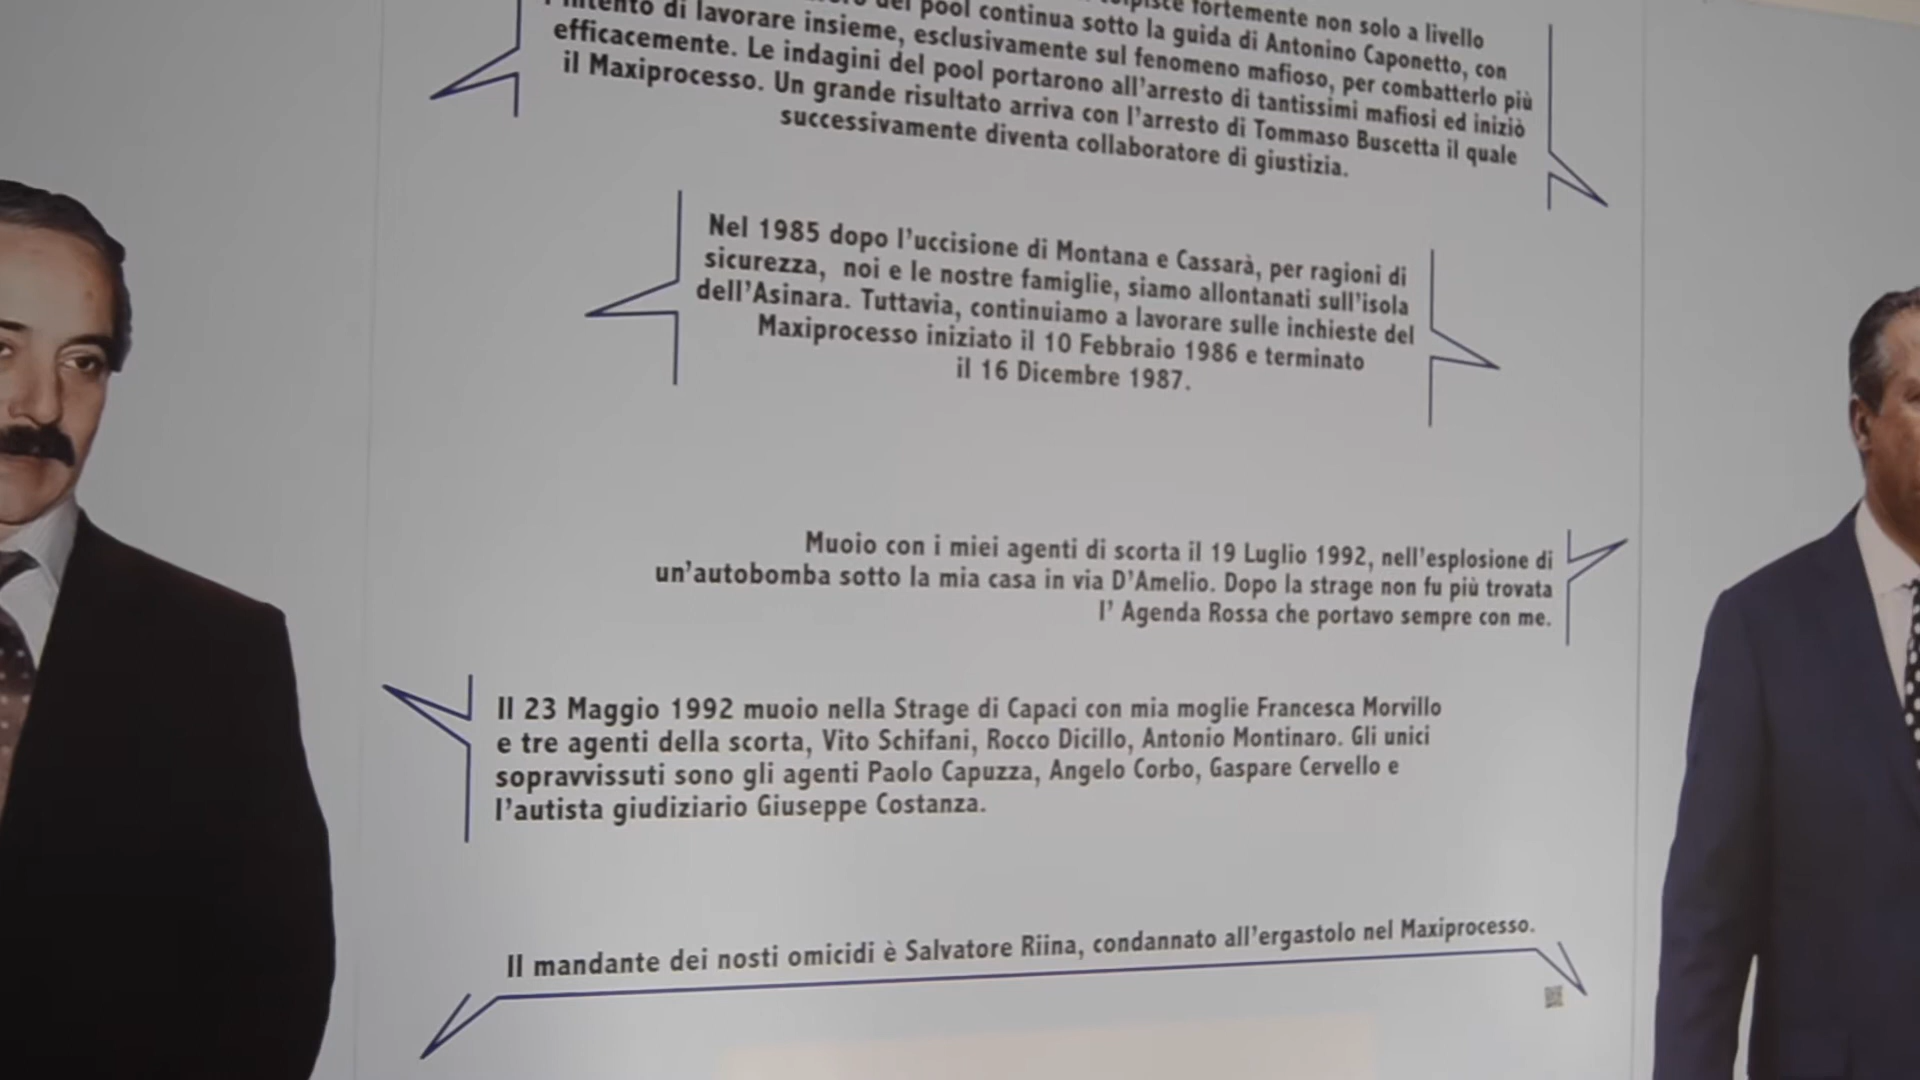 fortemente non solo a livello
pool continua sotto la guida di Antonino Caponetto, con
di lavorare insieme, esclusivamente sul fenomeno mafioso, per combatterlo più
efficacemente. Le indagini del pool portarono all'arresto di tantissimi mafiosi ed iniziò
il Maxiprocesso. Un grande risultato arriva con l'arresto di Tommaso Buscetta il quale
successivamente diventa collaboratore di giustizia.
Nel 1985 dopo l'uccisione di Montana e Cassarà, per ragioni di
sicurezza, noi e le nostre famiglie, siamo allontanati sull'isola
dell'Asinara. Tuttavia, continuiamo a lavorare sulle inchieste del
Maxiprocesso iniziato il 10 Febbraio 1986 e terminato
il 16 Dicembre 1987.
Muoio con i miei agenti di scorta il 19 Luglio 1992, nell'esplosione di
un'autobomba sotto la mia casa in via D'Amelio. Dopo la strage non fu più trovata
l' Agenda Rossa che portavo sempre con me.
Il 23 Maggio 1992 muoio nella Strage di Capaci con mia moglie Francesca Morvillo
e tre agenti della scorta, Vito Schifani, Rocco Dicillo, Antonio Montinaro. Gli unici
sopravvissuti sono gli agenti Paolo Capuzza, Angelo Corbo, Gaspare Cervello e
l'autista giudiziario Giuseppe Costanza.
Il mandante dei nosti omicidi è Salvatore Riina, condannato all'ergastolo nel Maxiprocesso.